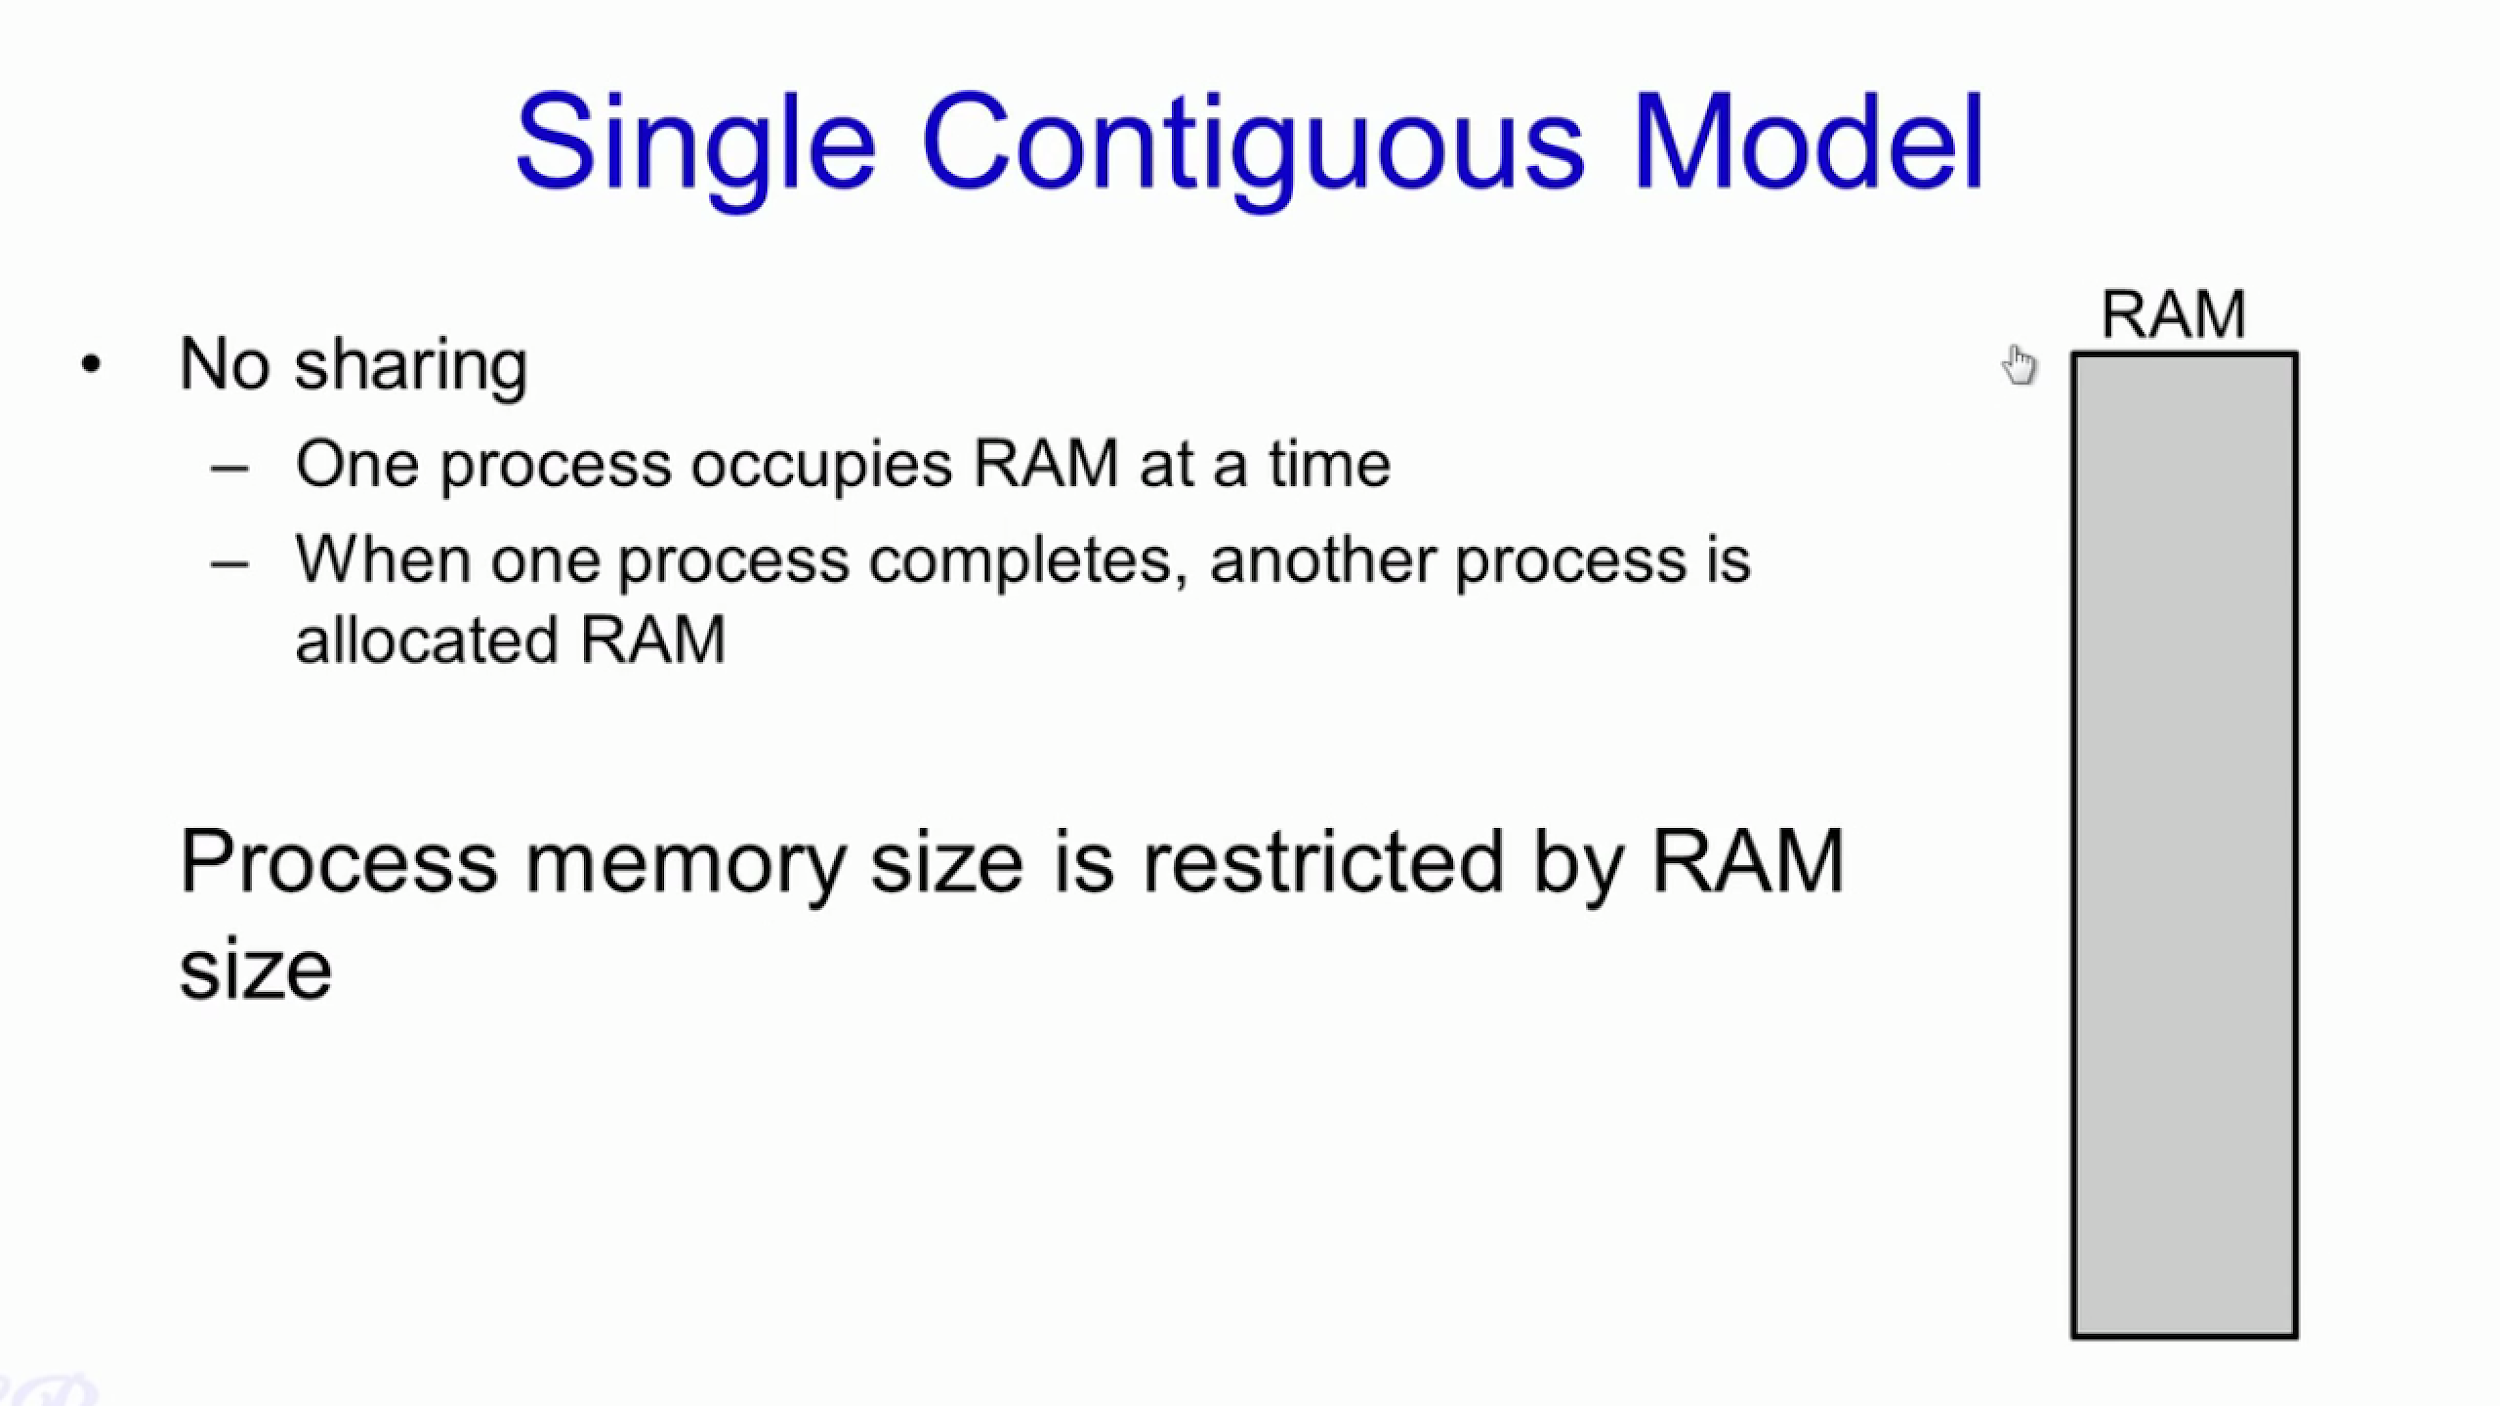 Single Contiguous Model
RAM
• No sharing
– One process occupies RAM at a time
– When one process completes, another process is
allocated RAM
Process memory size is restricted by RAM
size